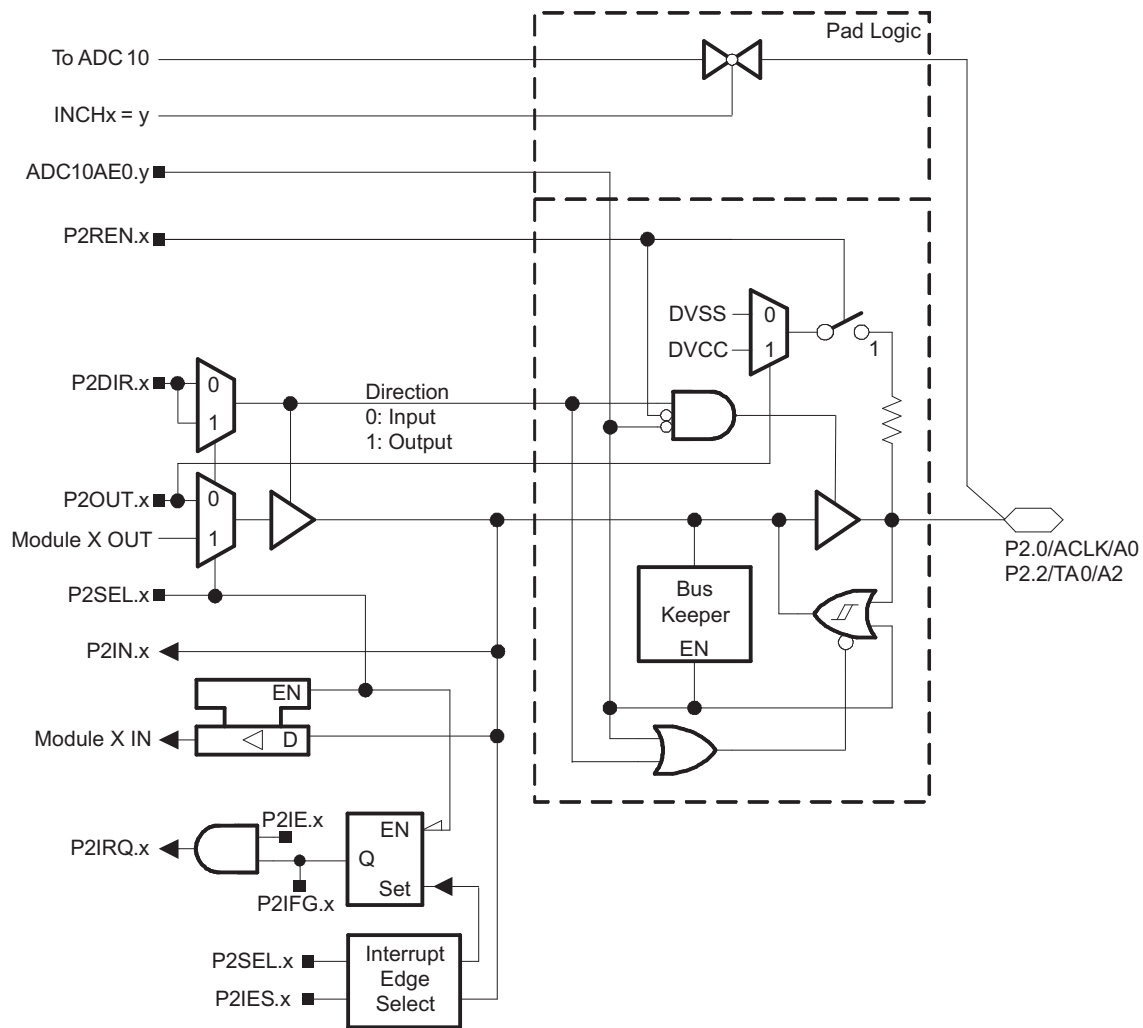 Pad Logic
To ADC 10
INCHx = y
ADC10AE0.y
P2REN.x
DVSS
0
DVCC
1
1
P2DIR.x
0
1
Direction
0: Input
1: Output
P2OUT.x
0
Module X OUT
1
P2.0/ACLK/A0
P2.2/TA0/A2
P2SEL.x
Bus
Keeper
EN
P2IN.x
EN
Module X IN
D
P2IE.x
EN
P2IRQ.x
Q
Set
P2IFG.x
P2SEL.x
P2IES.x
Interrupt
Edge
Select